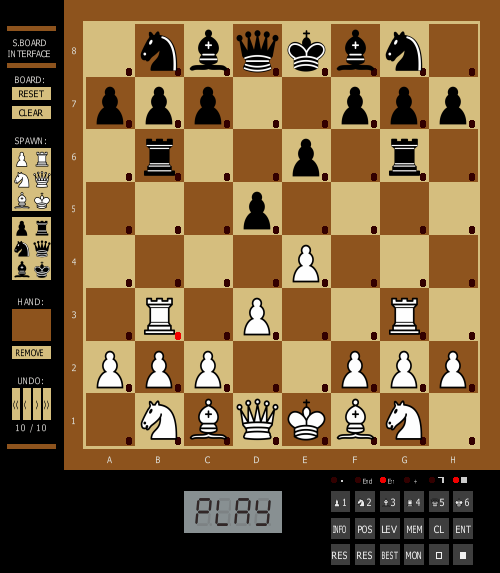 S.BOARD
INTERFACE
BOARD:
RESET
CLEAR
SPAWN:
HAND:
REMOVE
UNDO:
⟨⟨ ⟨ ⟩ ⟩⟩
10 / 10
8
7
6
5
4
3
2
1
A B C D E F G H
PLAY
End Err +
1 2 3 4 5 6
INFO POS LEV MEM CL ENT
RES RES BEST MON